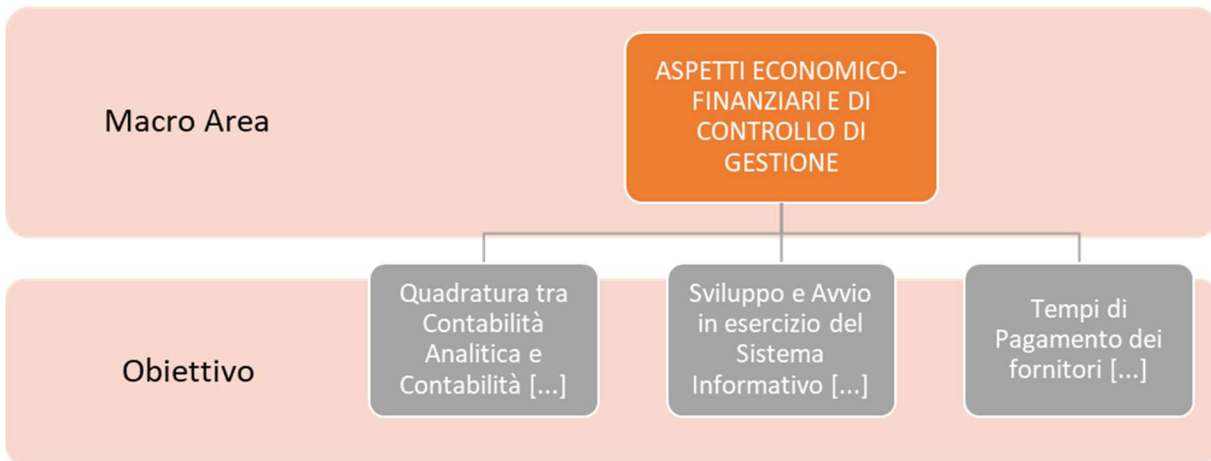 Macro Area
ASPETTI ECONOMICO-
FINANZIARI E DI
CONTROLLO DI
GESTIONE
Obiettivo
Quadratura tra
Contabilità
Analitica e
Contabilità [...]
Sviluppo e Avvio
in esercizio del
Sistema
Informativo [...]
Tempi di
Pagamento dei
fornitori [...]